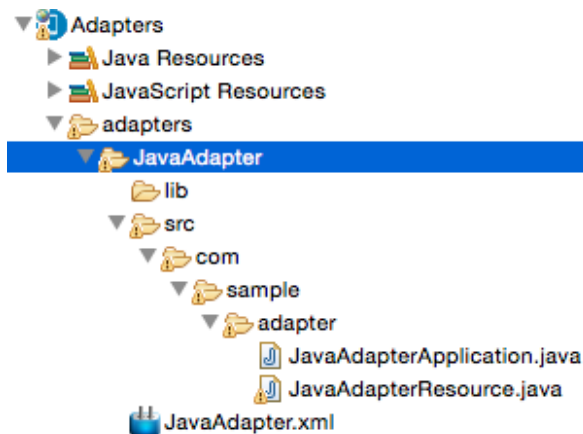 Adapters
Java Resources
JavaScript Resources
adapters
JavaAdapter
lib
src
com
sample
adapter
JavaAdapterApplication.java
JavaAdapterResource.java
JavaAdapter.xml